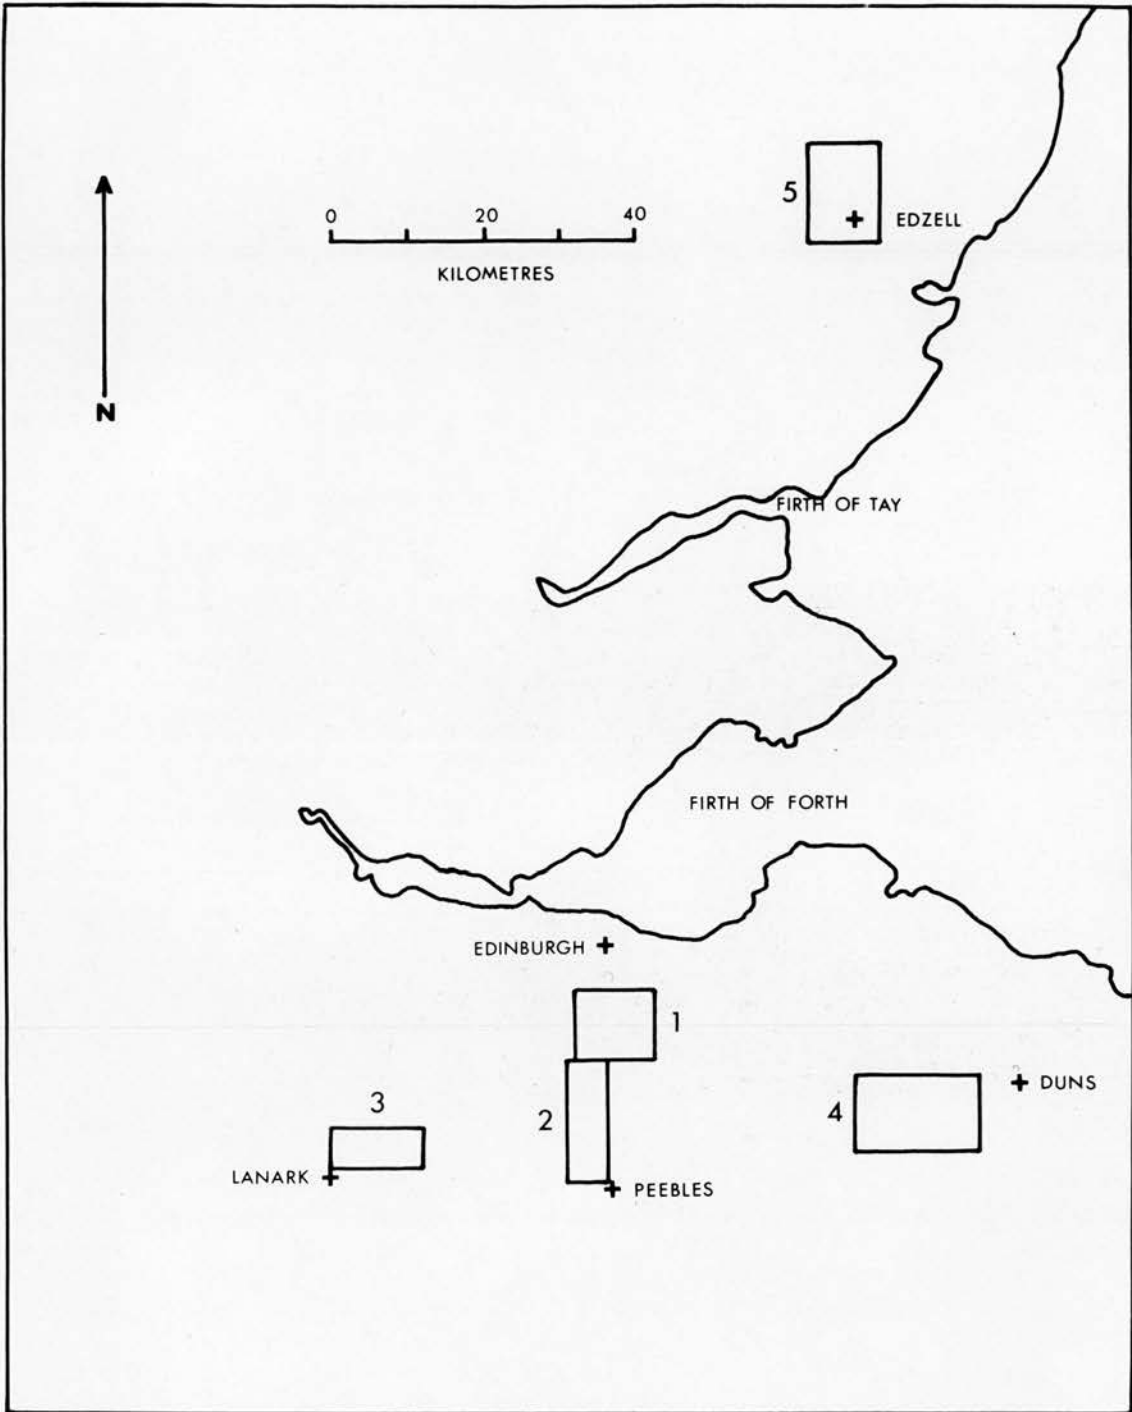 5
EDZELL
0 20 40
KILOMETRES
N
FIRTH OF TAY
FIRTH OF FORTH
EDINBURGH
1
3
2
4
DUNS
LANARK
PEEBLES